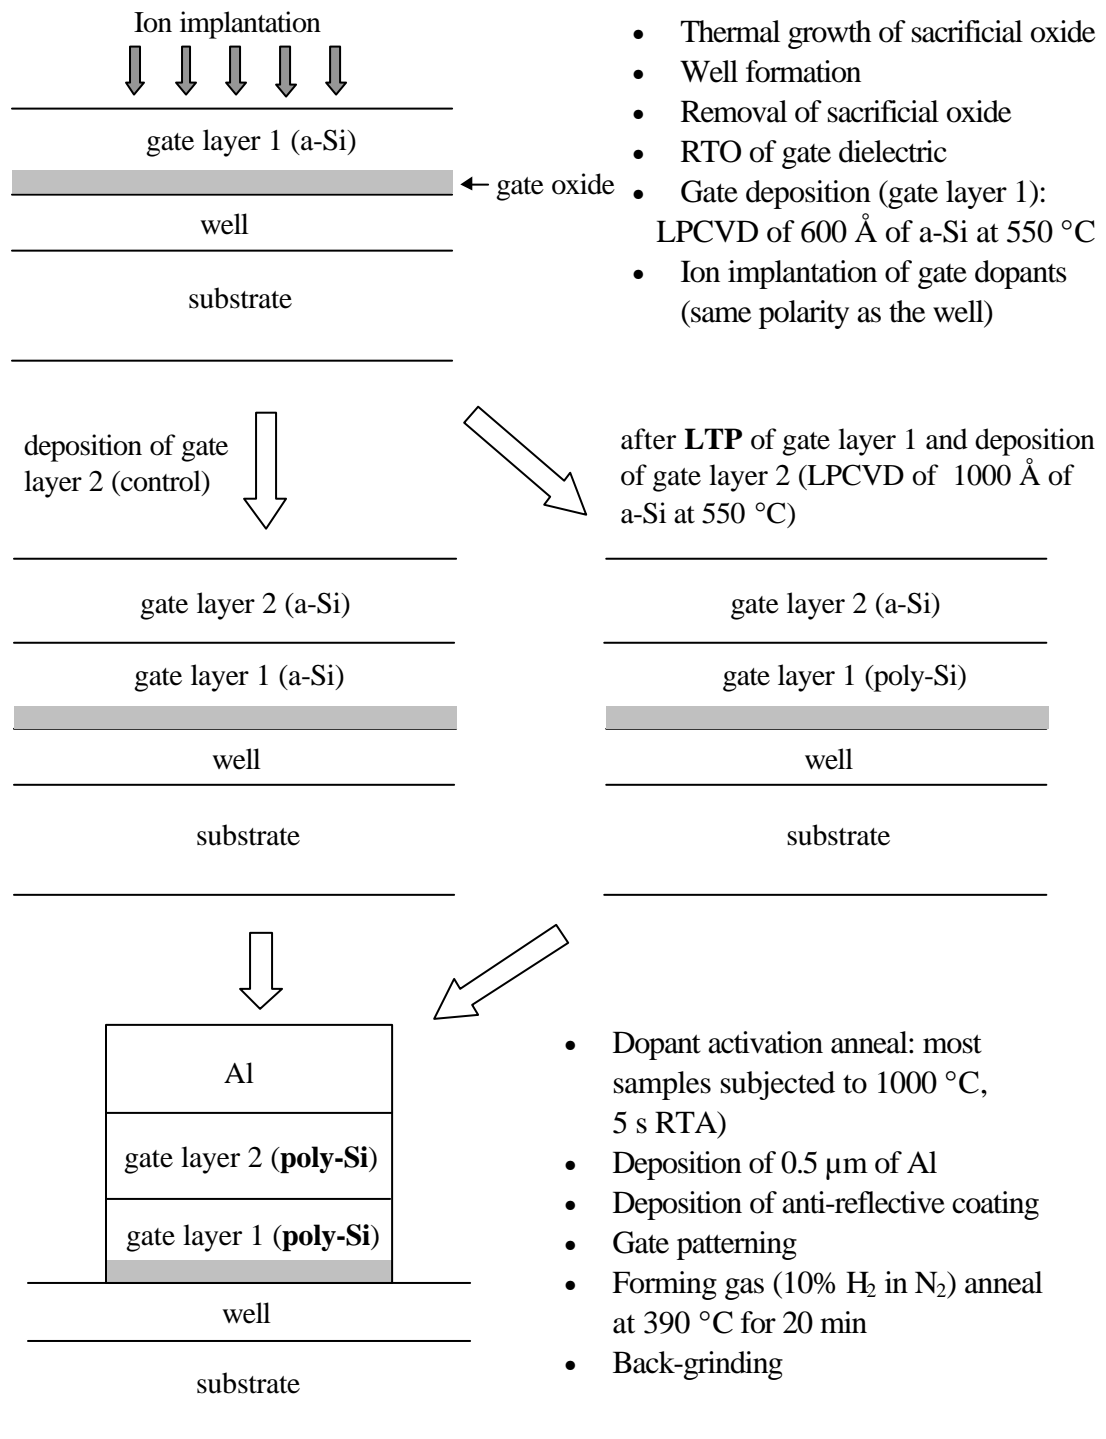 Ion implantation
gate layer 1 (a-Si)
gate oxide
well
substrate
• Thermal growth of sacrificial oxide
• Well formation
• Removal of sacrificial oxide
• RTO of gate dielectric
• Gate deposition (gate layer 1):
LPCVD of 600 Å of a-Si at 550 °C
• Ion implantation of gate dopants
(same polarity as the well)
deposition of gate
layer 2 (control)
after LTP of gate layer 1 and deposition
of gate layer 2 (LPCVD of 1000 Å of
a-Si at 550 °C)
gate layer 2 (a-Si)
gate layer 1 (a-Si)
well
substrate
gate layer 2 (a-Si)
gate layer 1 (poly-Si)
well
substrate
Al
gate layer 2 (poly-Si)
gate layer 1 (poly-Si)
well
substrate
• Dopant activation anneal: most
samples subjected to 1000 °C,
5 s RTA)
• Deposition of 0.5 µm of Al
• Deposition of anti-reflective coating
• Gate patterning
• Forming gas (10% H₂ in N₂) anneal
at 390 °C for 20 min
• Back-grinding